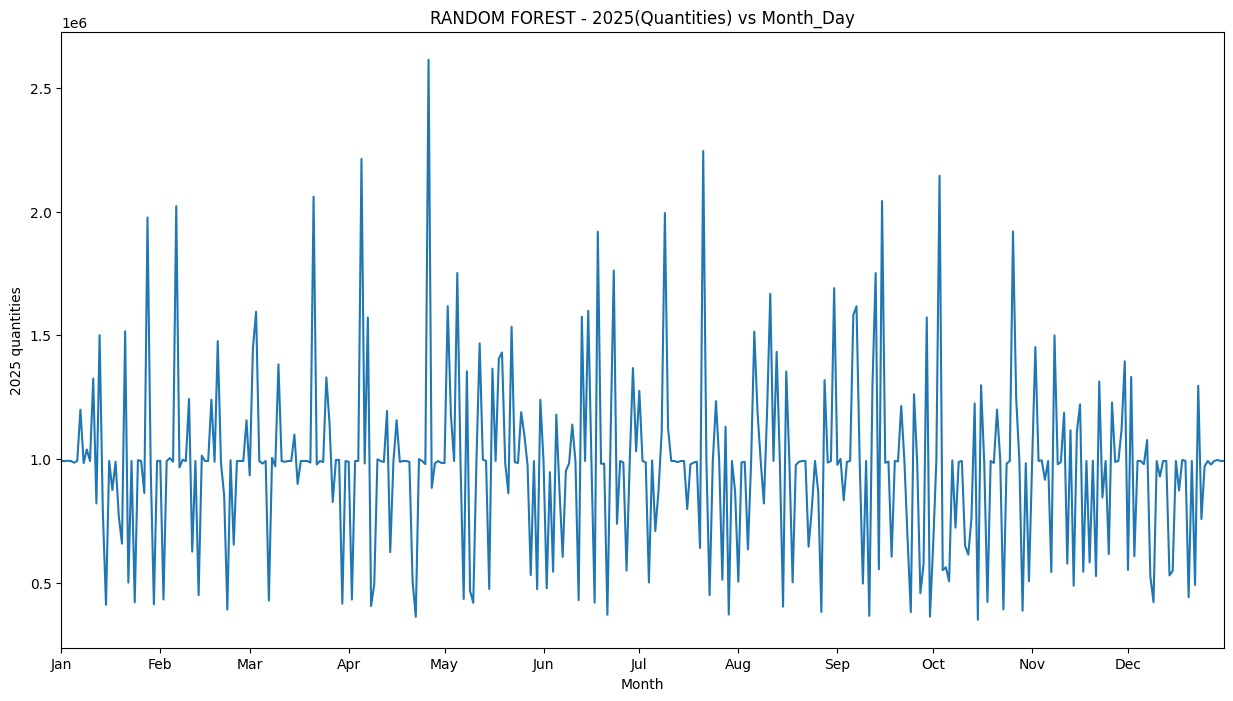 RANDOM FOREST - 2025(Quantities) vs Month_Day
1e6
2.5
2.0
1.5
1.0
0.5
2025 quantities
Jan Feb Mar Apr May Jun Jul Aug Sep Oct Nov Dec
Month